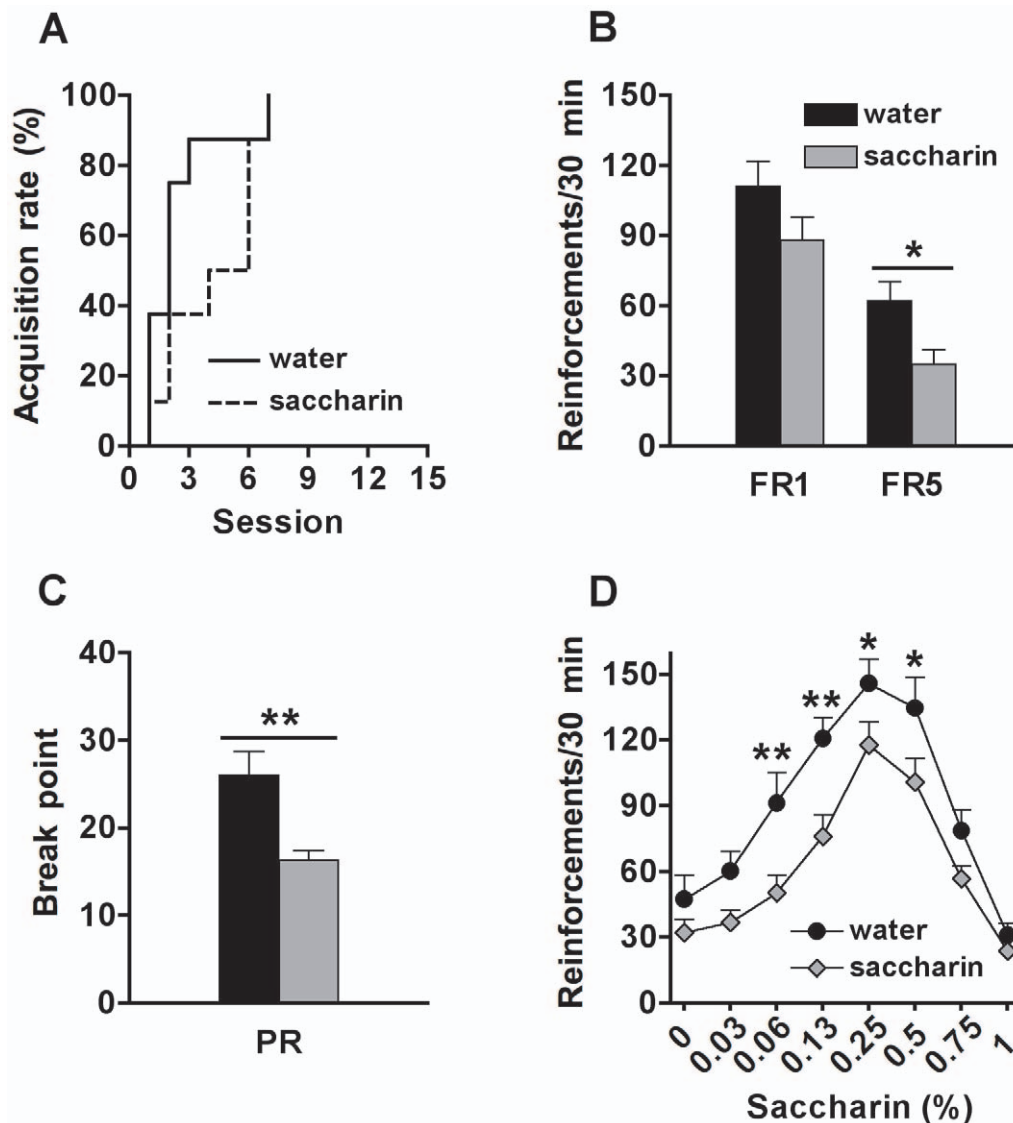 A
100
80
60
40
20
0
Acquisition rate (%)
water
saccharin
0 3 6 9 12 15
Session
B
150
120
90
60
30
0
Reinforcements/30 min
water
saccharin
*
FR1 FR5
C
40
30
20
10
0
Break point
**
PR
D
150
120
90
60
30
0
Reinforcements/30 min
** ** * *
water
saccharin
0 0.03 0.06 0.13 0.25 0.5 0.75 1
Saccharin (%)